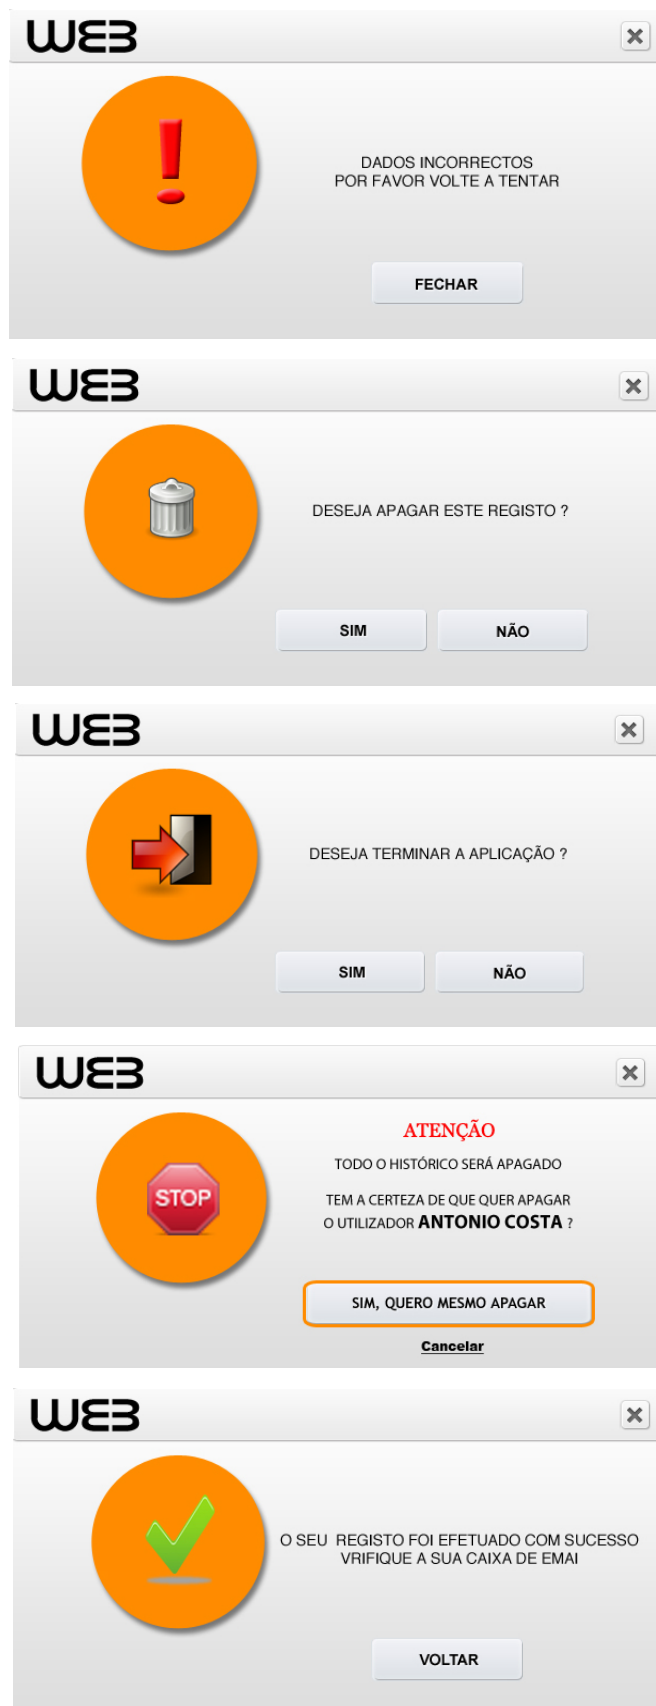 WEB
DADOS INCORRECTOS
POR FAVOR VOLTE A TENTAR
FECHAR
WEB
DESEJA APAGAR ESTE REGISTO ?
SIM NÃO
WEB
DESEJA TERMINAR A APLICAÇÃO ?
SIM NÃO
WEB
ATENÇÃO
TODO O HISTÓRICO SERÁ APAGADO
STOP
TEM A CERTEZA DE QUE QUER APAGAR
O UTILIZADOR ANTONIO COSTA ?
SIM, QUERO MESMO APAGAR
Cancelar
WEB
O SEU REGISTO FOI EFETUADO COM SUCESSO
VRIFIQUE A SUA CAIXA DE EMAI
VOLTAR